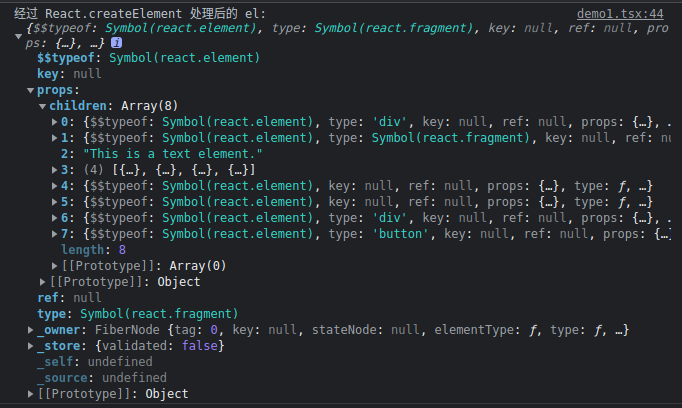 经过 React.createElement 处理后的 el: demo1.tsx:44
{$$typeof: Symbol(react.element), type: Symbol(react.fragment), key: null, ref: null, pro
ps: {…}, …} i
$$typeof: Symbol(react.element)
key: null
props:
children: Array(8)
0: {$$typeof: Symbol(react.element), type: 'div', key: null, ref: null, props: {…}, …
1: {$$typeof: Symbol(react.element), type: Symbol(react.fragment), key: null, ref: nu
2: "This is a text element."
3: (4) [{…}, {…}, {…}, {…}]
4: {$$typeof: Symbol(react.element), key: null, ref: null, props: {…}, type: ƒ, …}
5: {$$typeof: Symbol(react.element), key: null, ref: null, props: {…}, type: ƒ, …}
6: {$$typeof: Symbol(react.element), type: 'div', key: null, ref: null, props: {…}, …
7: {$$typeof: Symbol(react.element), type: 'button', key: null, ref: null, props: {…}
length: 8
[[Prototype]]: Array(0)
[[Prototype]]: Object
ref: null
type: Symbol(react.fragment)
_owner: FiberNode {tag: 0, key: null, stateNode: null, elementType: ƒ, type: ƒ, …}
_store: {validated: false}
_self: undefined
_source: undefined
[[Prototype]]: Object